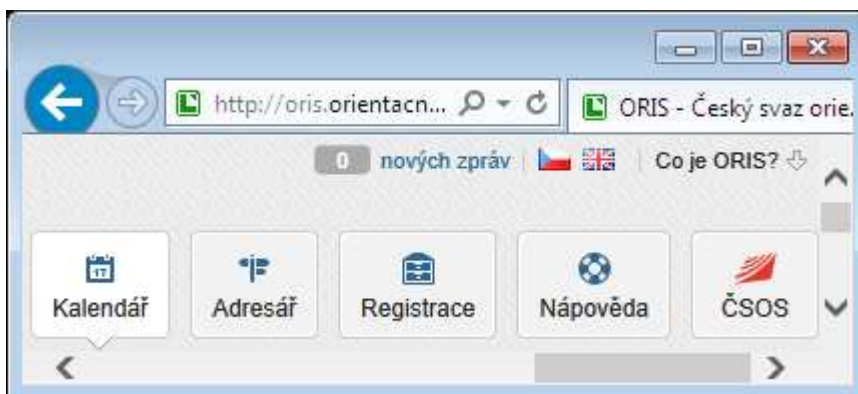 http://oris.orientacn...
ORIS - Český svaz orie.
0 nových zpráv Co je ORIS?
17
Kalendář Adresář Registrace Nápověda ČSOS